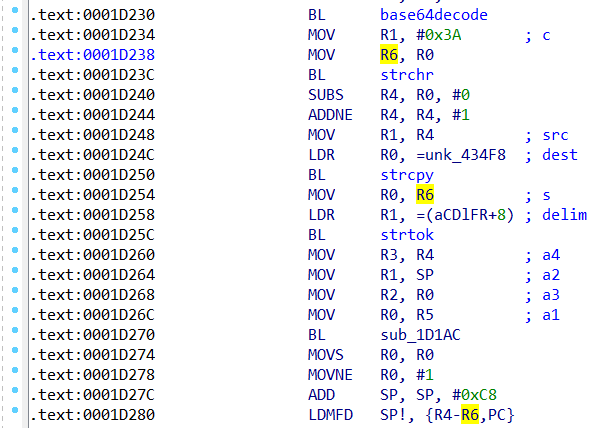 .text:0001D230 BL base64decode
.text:0001D234 MOV R1, #0x3A ; c
.text:0001D238 MOV R6, R0
.text:0001D23C BL strchr
.text:0001D240 SUBS R4, R0, #0
.text:0001D244 ADDNE R4, R4, #1
.text:0001D248 MOV R1, R4 ; src
.text:0001D24C LDR R0, =unk_434F8 ; dest
.text:0001D250 BL strcpy
.text:0001D254 MOV R0, R6 ; s
.text:0001D258 LDR R1, =(aCDlFR+8) ; delim
.text:0001D25C BL strtok
.text:0001D260 MOV R3, R4 ; a4
.text:0001D264 MOV R1, SP ; a2
.text:0001D268 MOV R2, R0 ; a3
.text:0001D26C MOV R0, R5 ; a1
.text:0001D270 BL sub_1D1AC
.text:0001D274 MOVS R0, R0
.text:0001D278 MOVNE R0, #1
.text:0001D27C ADD SP, SP, #0xC8
.text:0001D280 LDMFD SP!, {R4-R6,PC}